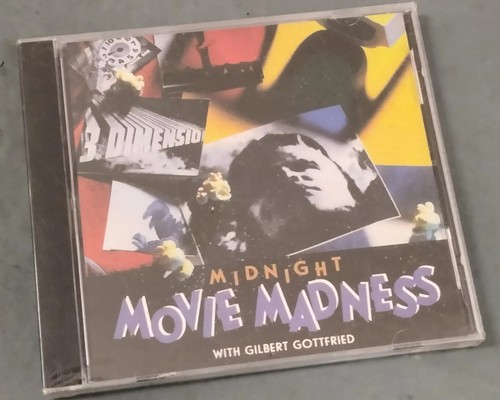 3 DIMENSIO
MIDNIGHT
MOVIE MADNESS
WITH GILBERT GOTTFRIED